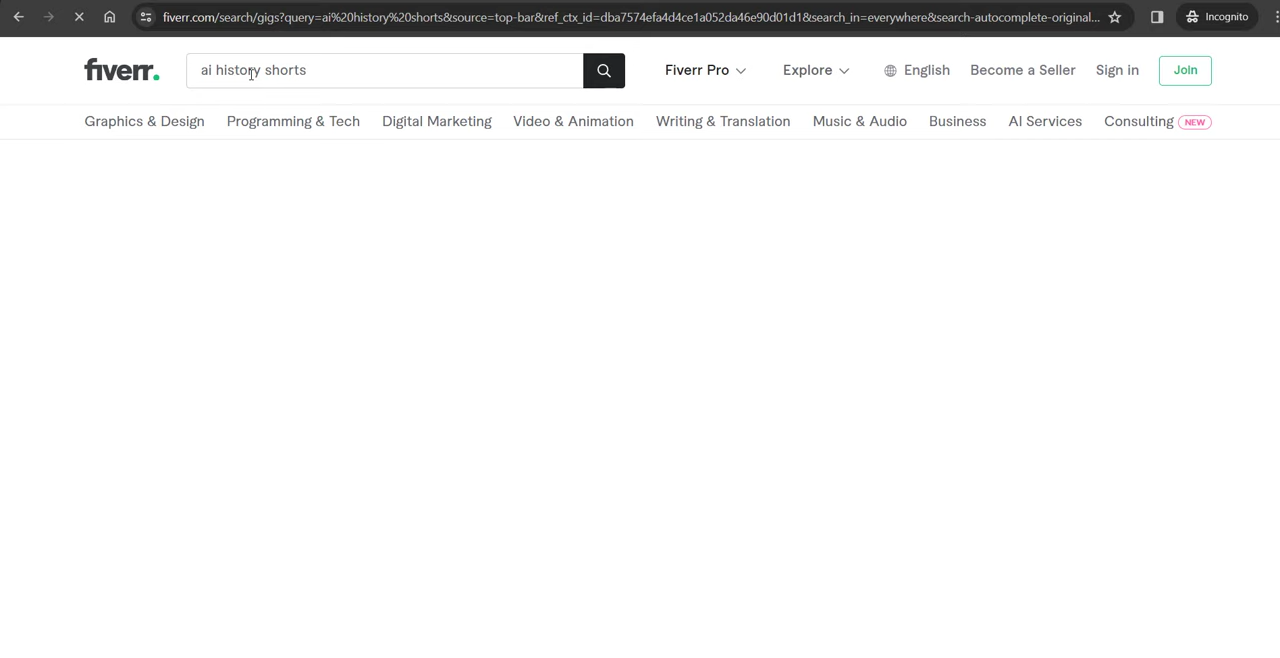 fiverr.com/search/gigs?query=ai%20history%20shorts&source=top-bar&ref_ctx_id=dba7574efa4d4ce1a052da46e90d01d1&search_in=everywhere&search-autocomplete-original...
Incognito
fiverr.
ai history shorts
Fiverr Pro
Explore
English
Become a Seller
Sign in
Join
Graphics & Design
Programming & Tech
Digital Marketing
Video & Animation
Writing & Translation
Music & Audio
Business
AI Services
Consulting NEW